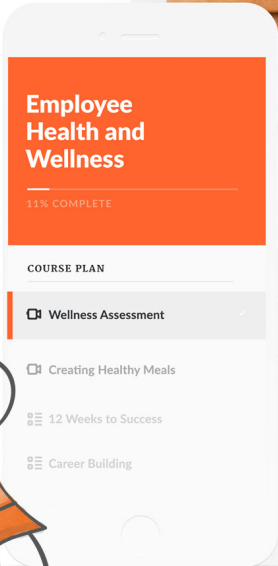 Employee
Health and
Wellness
11% COMPLETE
COURSE PLAN
Wellness Assessment
Creating Healthy Meals
12 Weeks to Success
Career Building